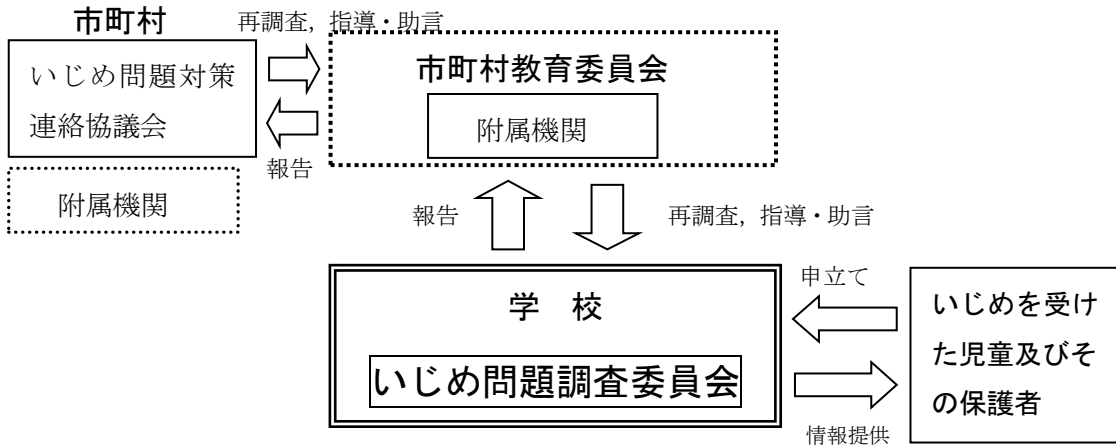 市町村
再調査，指導・助言
いじめ問題対策
連絡協議会
市町村教育委員会
附属機関
報告
附属機関
報告
再調査，指導・助言
学　校
いじめ問題調査委員会
申立て
情報提供
いじめを受け
た児童及びそ
の保護者